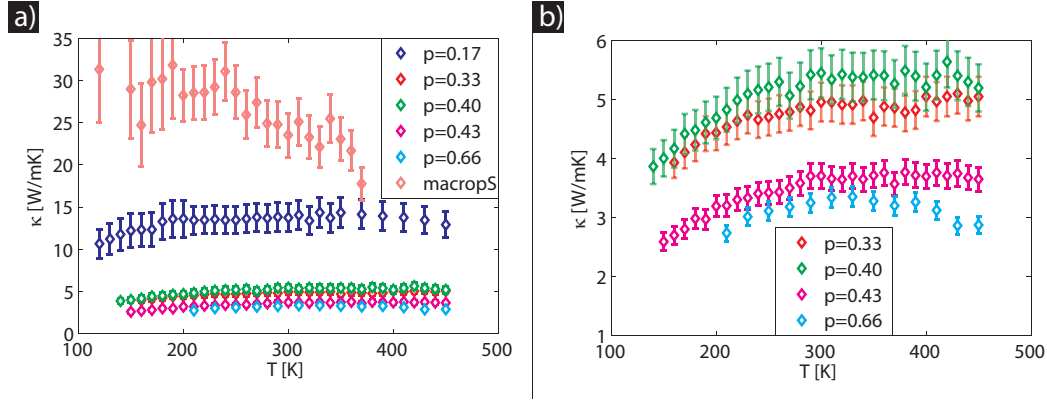 a)
35
30
25
20
15
10
5
0
κ [W/mK]
100
200
300
400
500
T [K]
p=0.17
p=0.33
p=0.40
p=0.43
p=0.66
macropS
b)
6
5
4
3
2
1
κ [W/mK]
100
200
300
400
500
T [K]
p=0.33
p=0.40
p=0.43
p=0.66